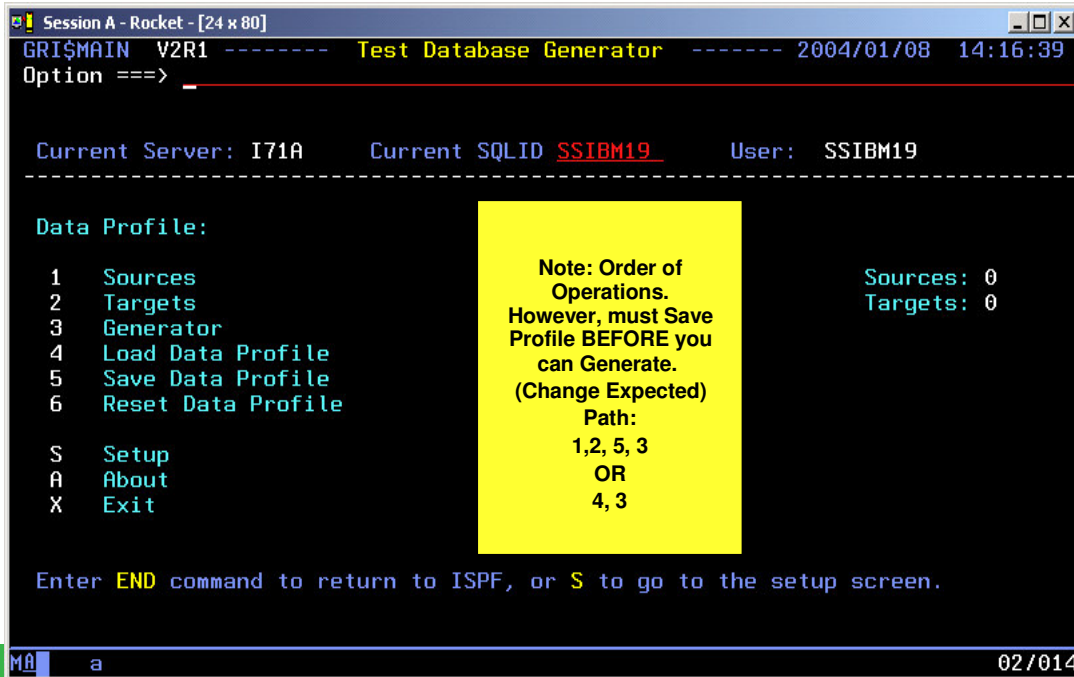 Session A - Rocket - [24 x 80]
GRI$MAIN V2R1 -------- Test Database Generator ------- 2004/01/08 14:16:39
Option ===>
Current Server: I71A Current SQLID SSIBM19 User: SSIBM19
--------------------------------------------------------------------------------
Data Profile:
1 Sources Sources: 0
2 Targets Targets: 0
3 Generator
4 Load Data Profile
5 Save Data Profile
6 Reset Data Profile
S Setup
A About
X Exit
Note: Order of
Operations.
However, must Save
Profile BEFORE you
can Generate.
(Change Expected)
Path:
1,2, 5, 3
OR
4, 3
Enter END command to return to ISPF, or S to go to the setup screen.
MA a 02/014